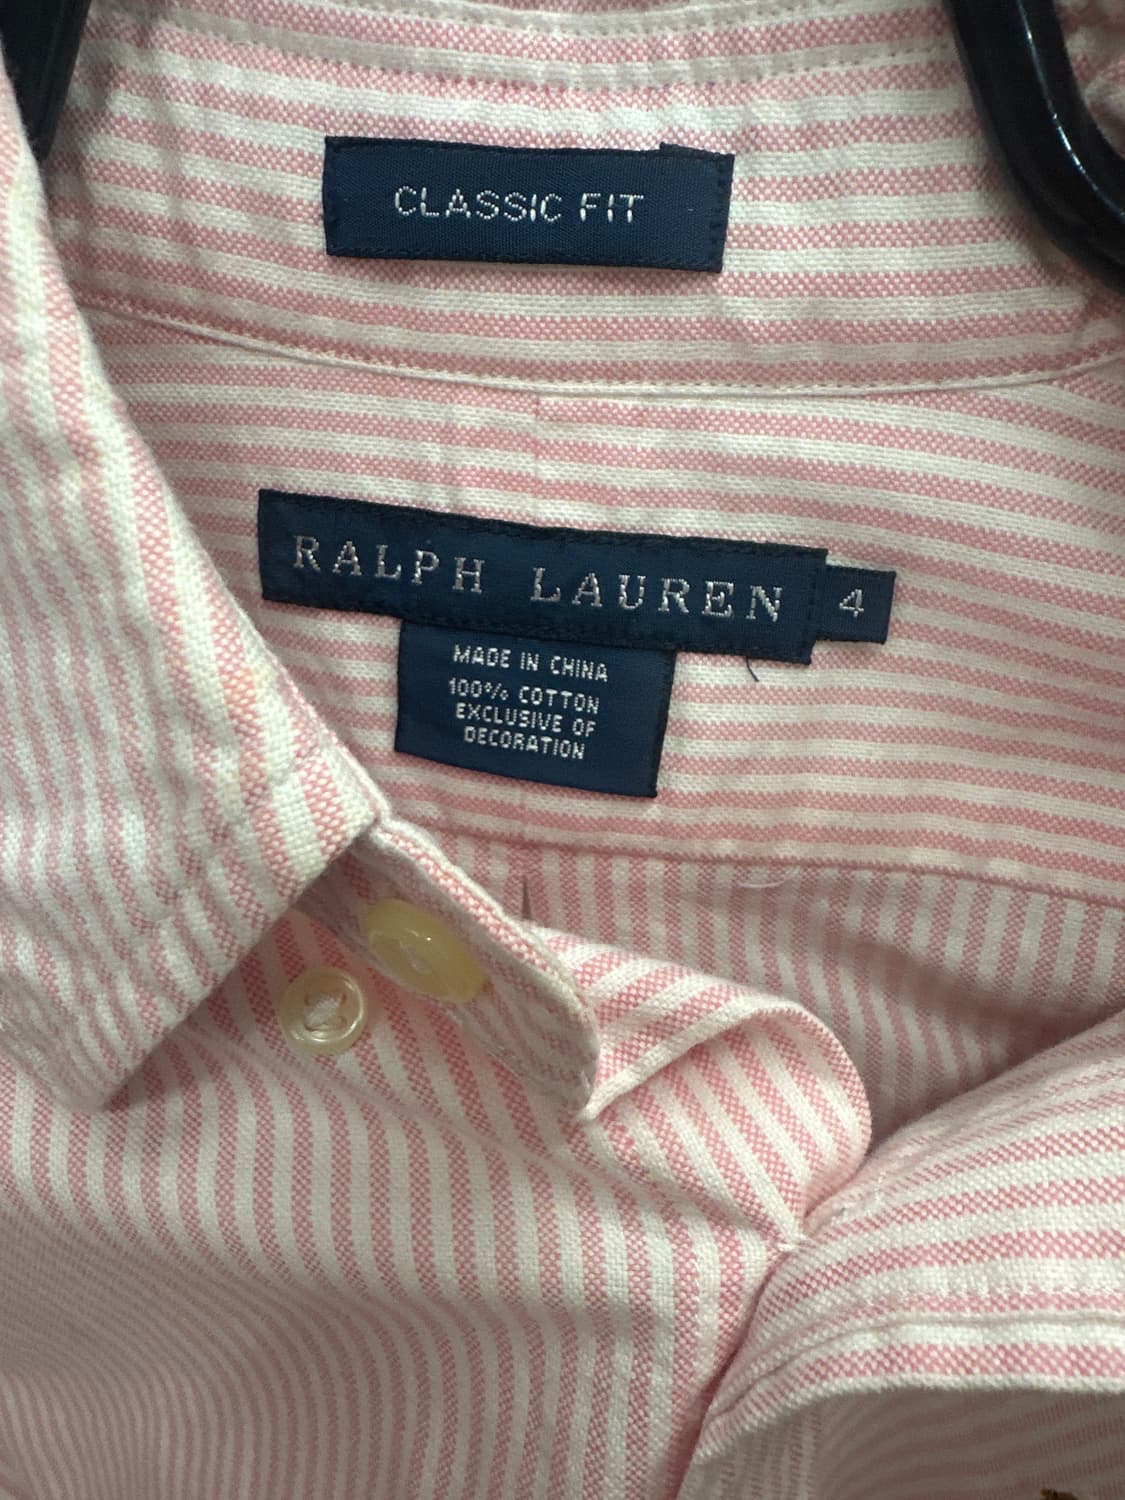 CLASSIC FIT
RALPH LAUREN 4
MADE IN CHINA
100% COTTON
EXCLUSIVE OF
DECORATION